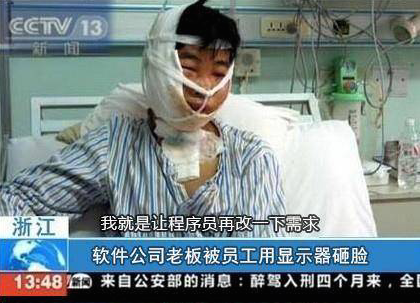 CCTV 13
新闻
我就是让程序员再改一下需求
浙江
软件公司老板被员工用显示器砸脸
13:48 新闻 来自公安部的消息：醉驾入刑四个月来，全